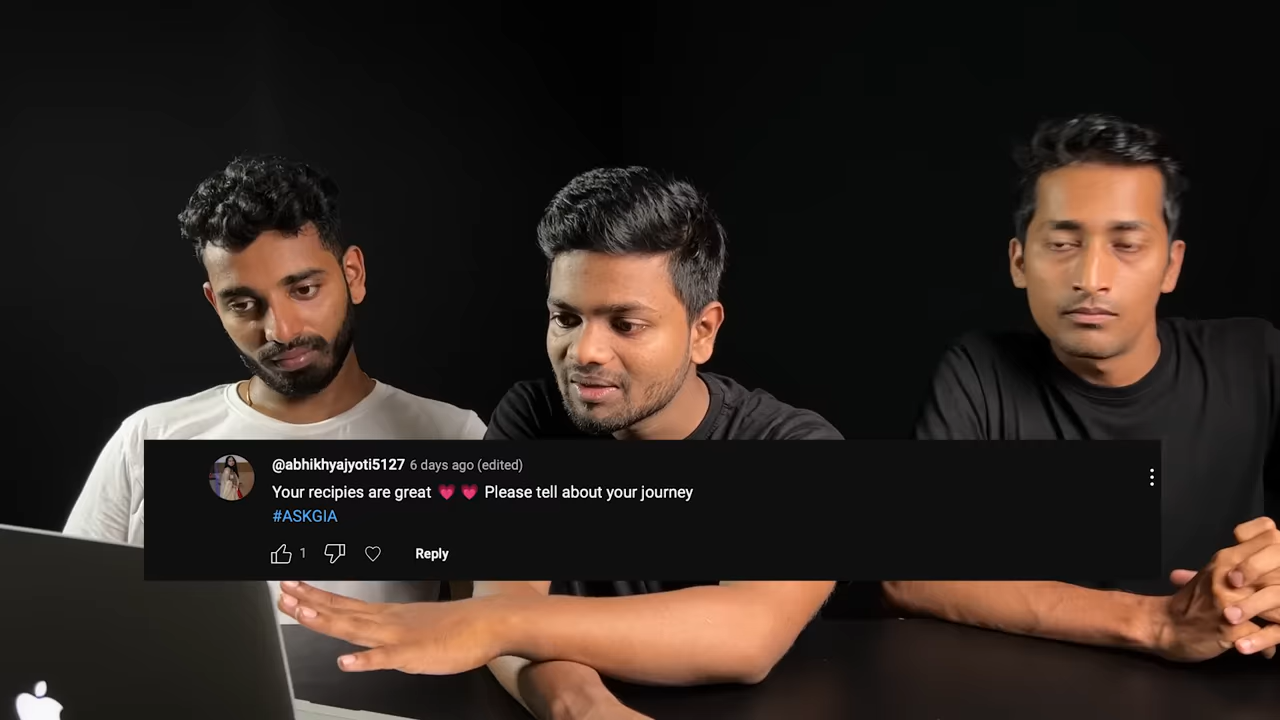 @abhikhyajyoti5127 6 days ago (edited)
Your recipies are great 💗 💗 Please tell about your journey
#ASKGIA
1 Reply